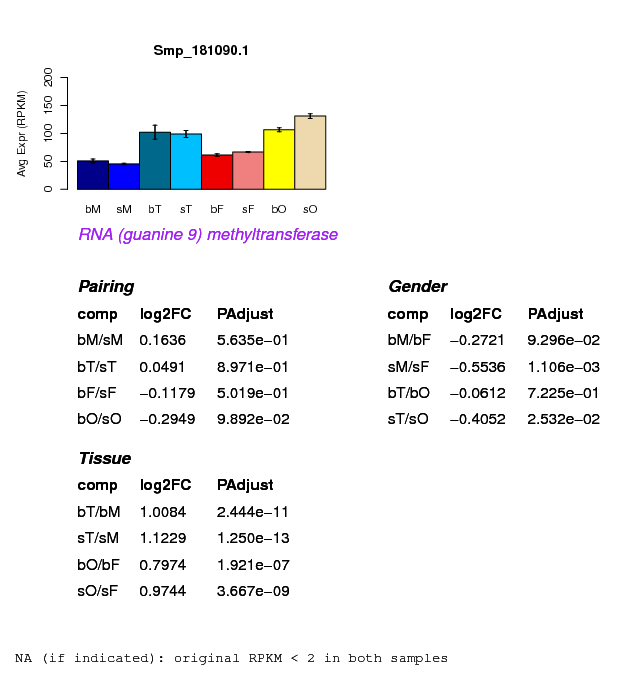 Smp_181090.1
Avg Expr (RPKM)
0 50 100 150 200
bM sM bT sT bF sF bO sO
RNA (guanine 9) methyltransferase
Pairing
comp log2FC PAdjust
bM/sM 0.1636 5.635e−01
bT/sT 0.0491 8.971e−01
bF/sF −0.1179 5.019e−01
bO/sO −0.2949 9.892e−02
Gender
comp log2FC PAdjust
bM/bF −0.2721 9.296e−02
sM/sF −0.5536 1.106e−03
bT/bO −0.0612 7.225e−01
sT/sO −0.4052 2.532e−02
Tissue
comp log2FC PAdjust
bT/bM 1.0084 2.444e−11
sT/sM 1.1229 1.250e−13
bO/bF 0.7974 1.921e−07
sO/sF 0.9744 3.667e−09
NA (if indicated): original RPKM < 2 in both samples